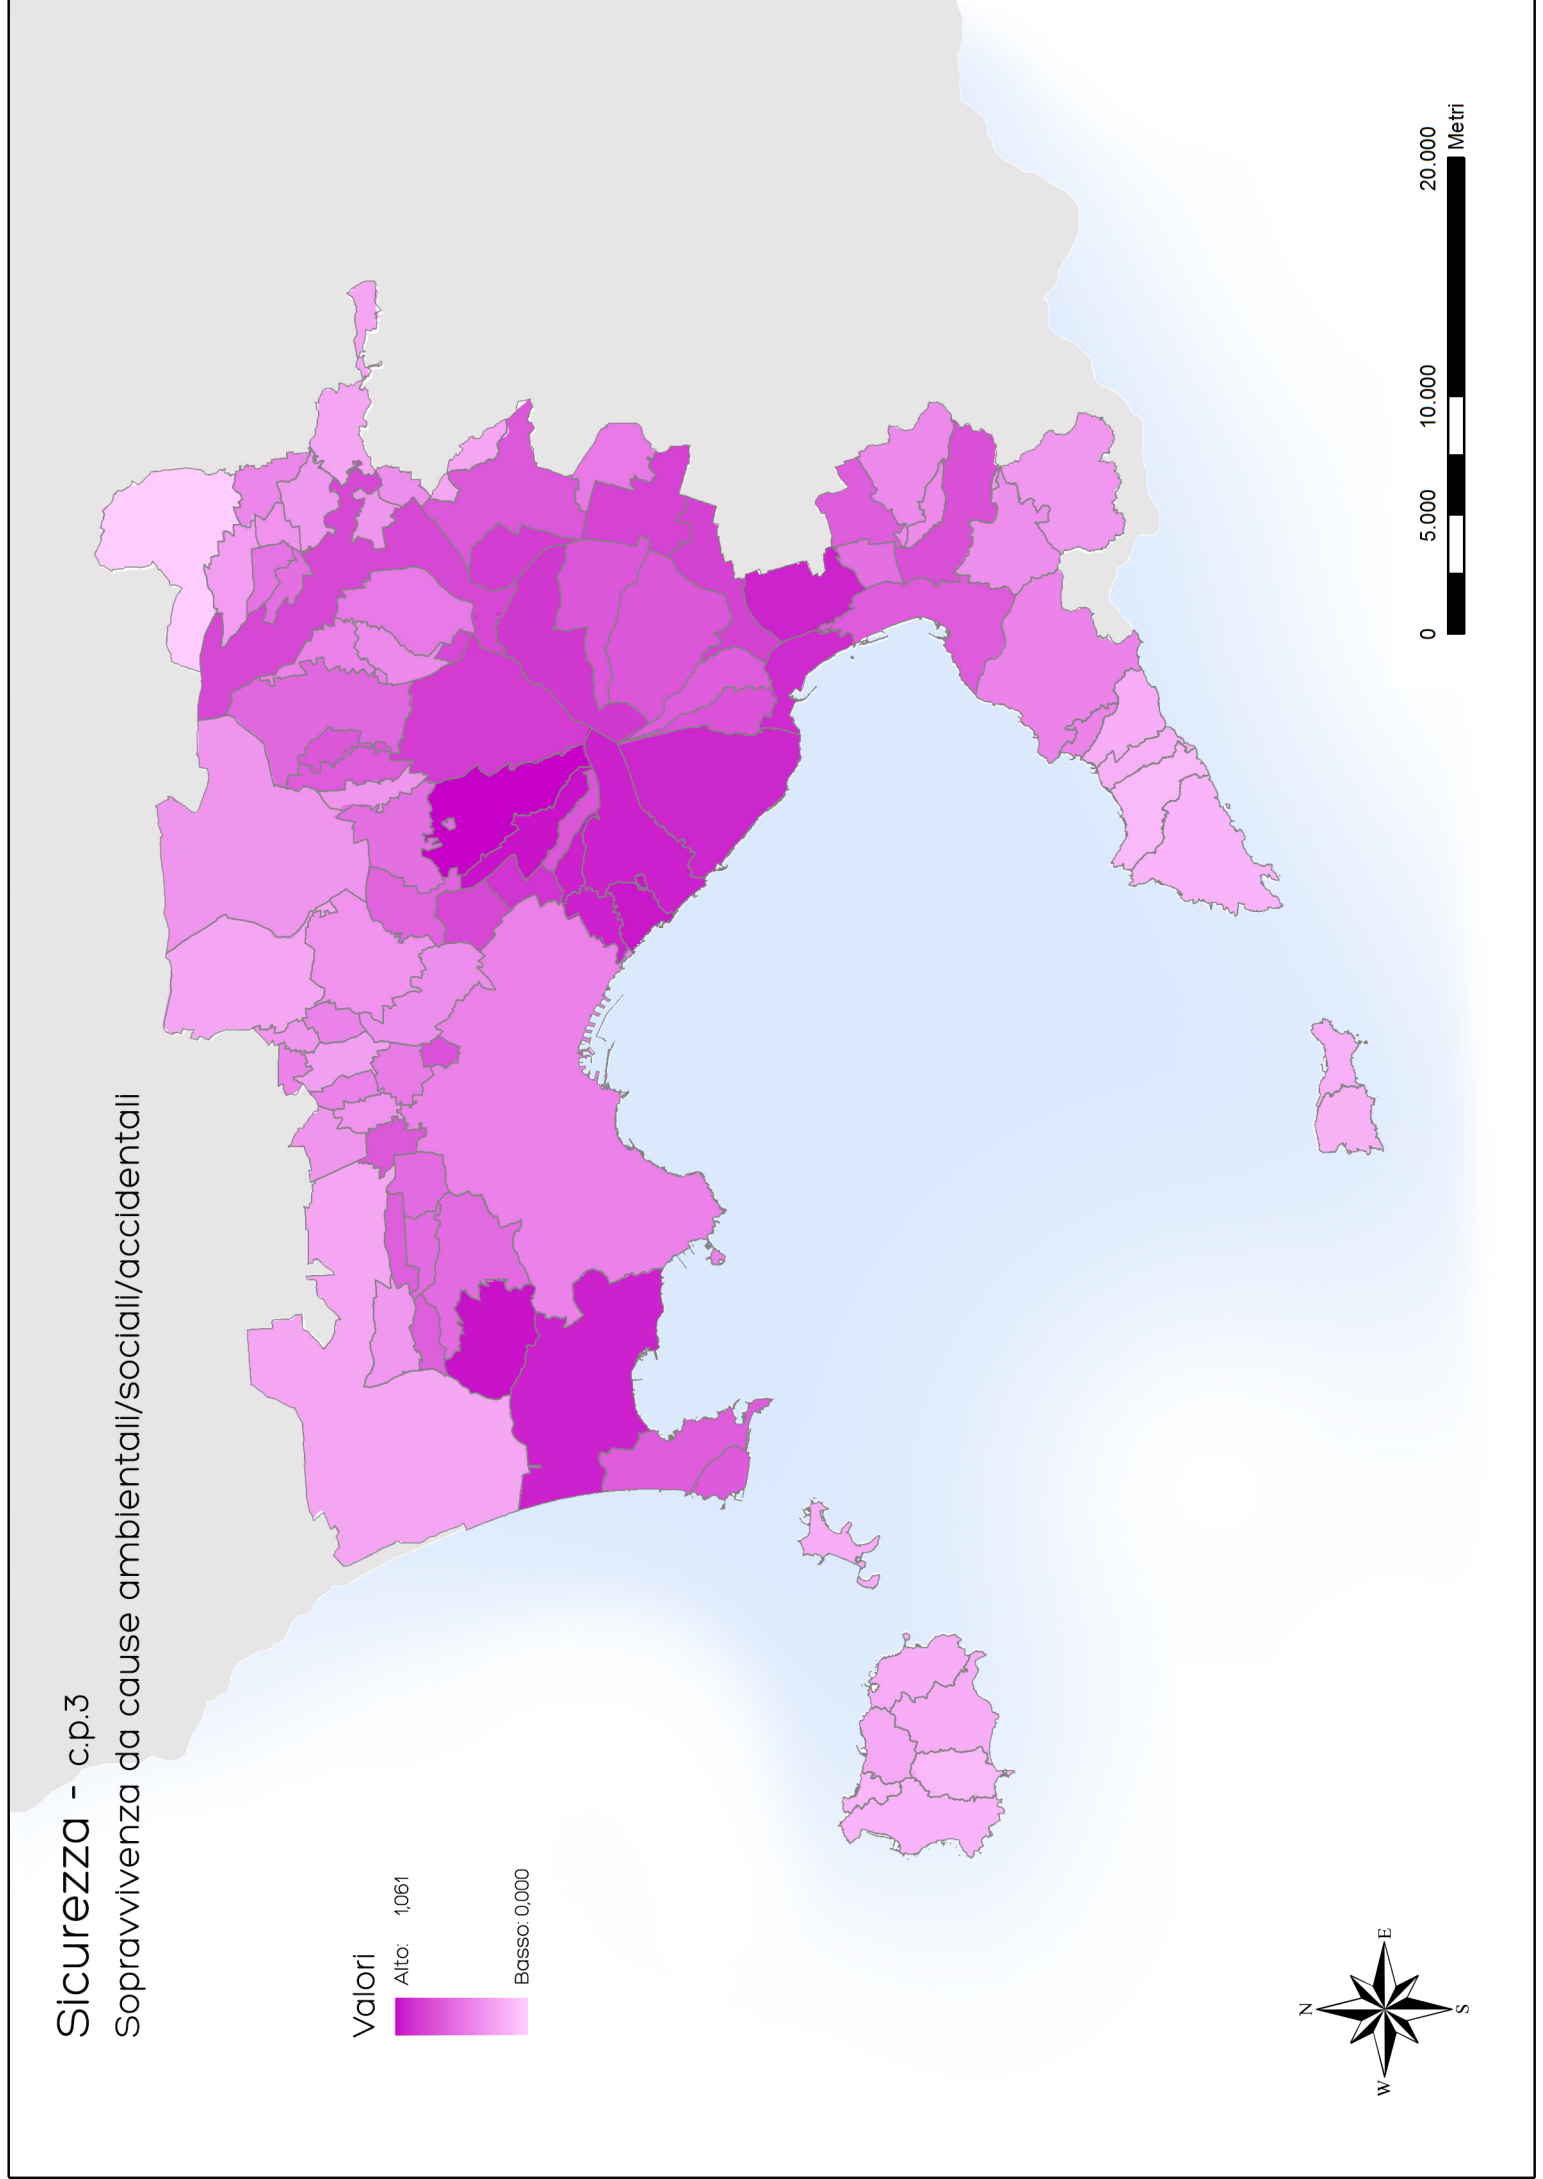 Sicurezza - c.p.3
Sopravvivenza da cause ambientali/sociali/accidentali
Valori
Alto: 1,061
Basso: 0,000
N
W E
S
0 5.000 10.000 20.000
Metri